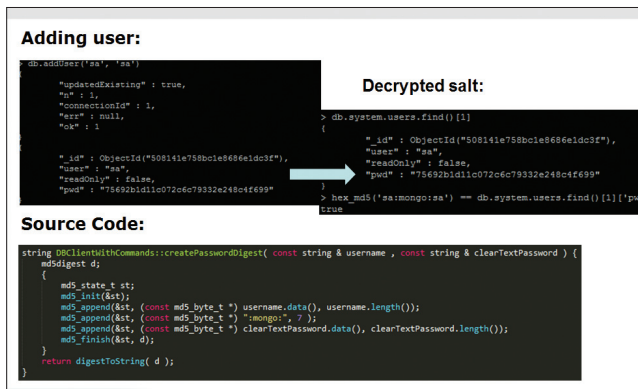 Adding user:
> db.addUser('sa', 'sa')
{
"updatedExisting" : true,
"n" : 1,
"connectionId" : 1,
"err" : null,
"ok" : 1
}
{
"_id" : ObjectId("508141e758bc1e8686e1dc3f"),
"user" : "sa",
"readOnly" : false,
"pwd" : "75692b1d11c072c6c79332e248c4f699"
}
Decrypted salt:
> db.system.users.find()[1]
{
"_id" : ObjectId("508141e758bc1e8686e1dc3f"),
"user" : "sa",
"readOnly" : false,
"pwd" : "75692b1d11c072c6c79332e248c4f699"
}
> hex_md5('sa:mongo:sa') == db.system.users.find()[1]['pw
true
Source Code:
string DBClientWithCommands::createPasswordDigest( const string & username , const string & clearTextPassword ) {
md5digest d;
{
md5_state_t st;
md5_init(&st);
md5_append(&st, (const md5_byte_t *) username.data(), username.length());
md5_append(&st, (const md5_byte_t *) ":mongo:", 7 );
md5_append(&st, (const md5_byte_t *) clearTextPassword.data(), clearTextPassword.length());
md5_finish(&st, d);
}
return digestToString( d );
}